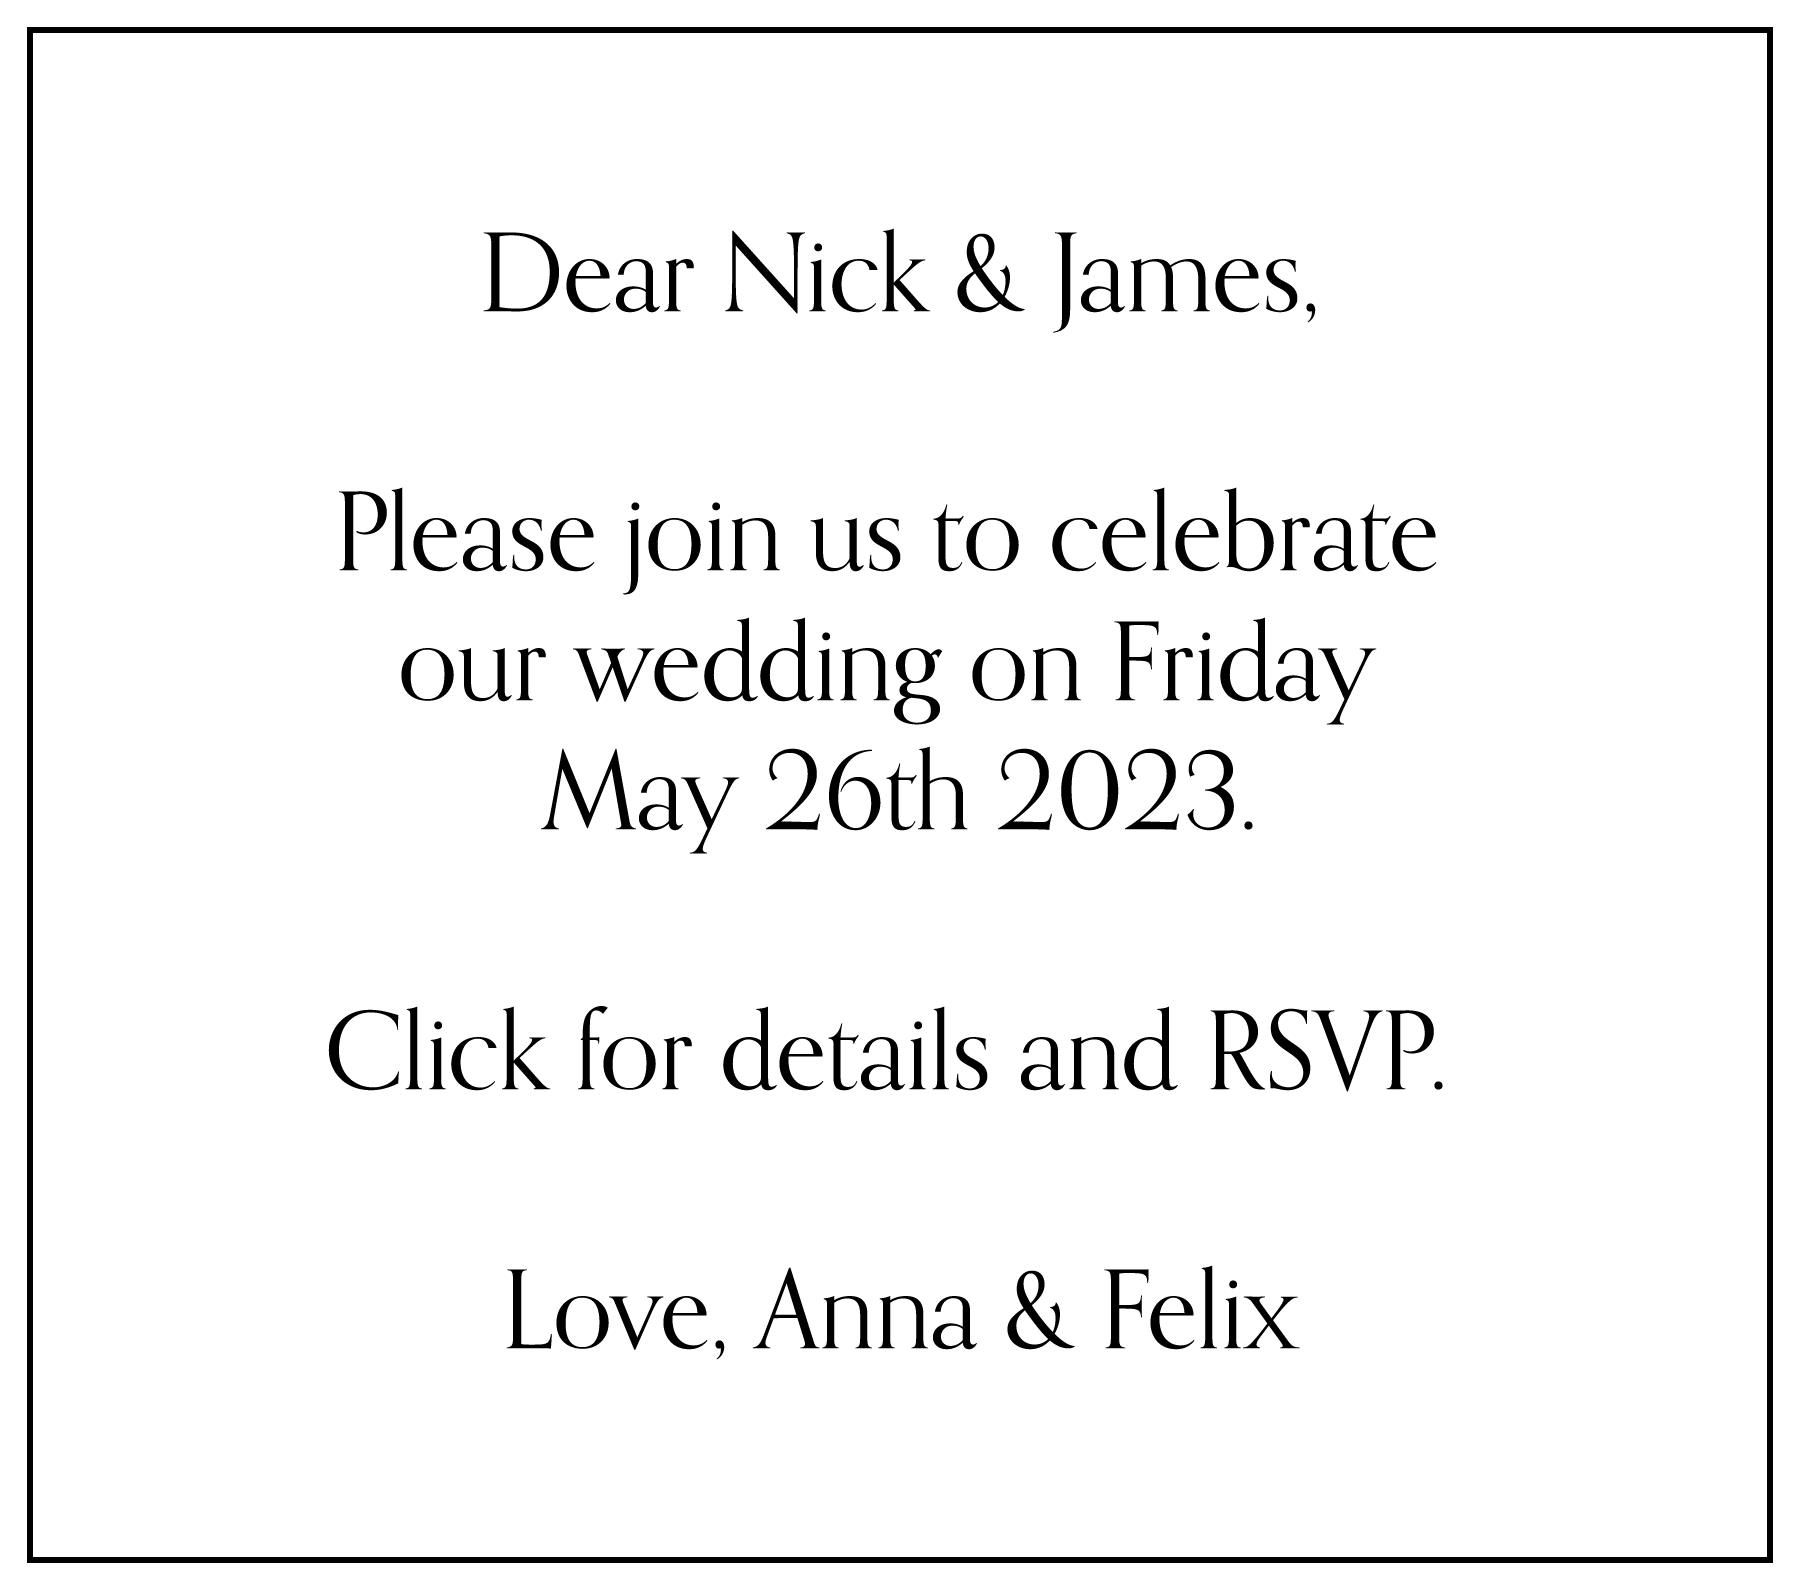 Dear Nick & James,
Please join us to celebrate
our wedding on Friday
May 26th 2023.
Click for details and RSVP.
Love, Anna & Felix